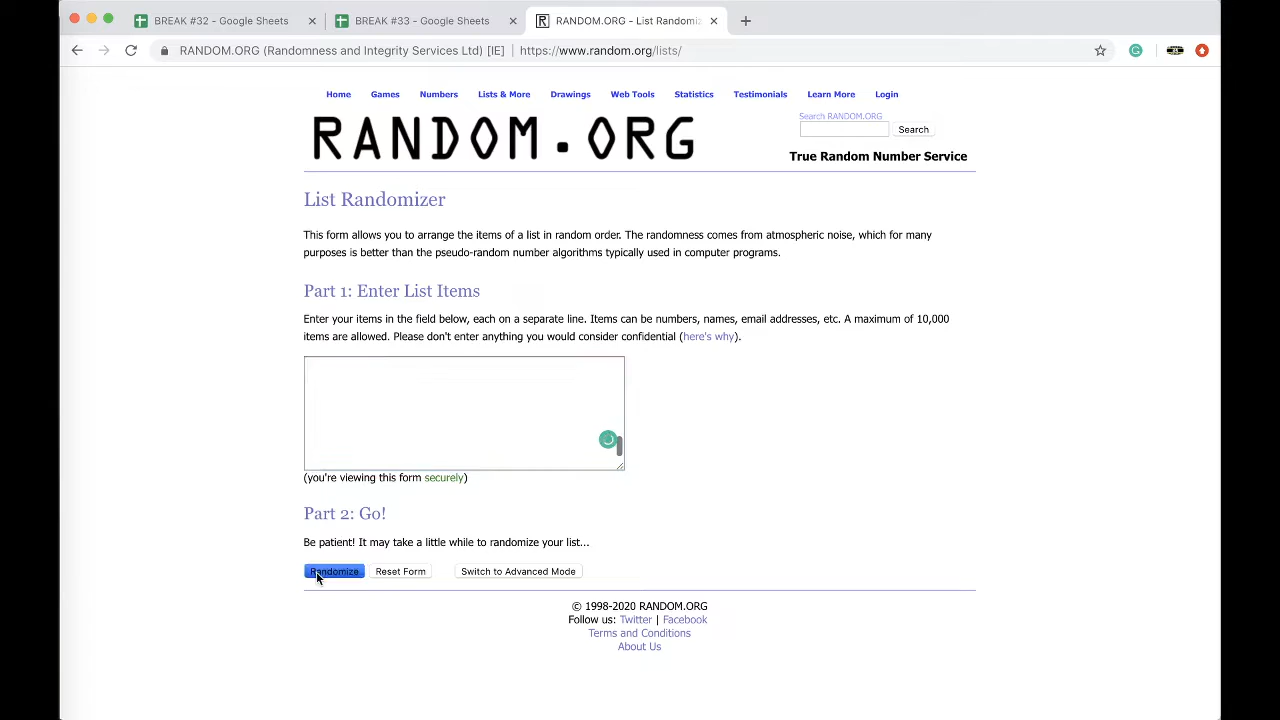 BREAK #32 - Google Sheets
BREAK #33 - Google Sheets
RANDOM.ORG - List Randomiz
RANDOM.ORG (Randomness and Integrity Services Ltd) [IE] | https://www.random.org/lists/
Home Games Numbers Lists & More Drawings Web Tools Statistics Testimonials Learn More Login
RANDOM.ORG
Search RANDOM.ORG
Search
True Random Number Service
List Randomizer
This form allows you to arrange the items of a list in random order. The randomness comes from atmospheric noise, which for many
purposes is better than the pseudo-random number algorithms typically used in computer programs.
Part 1: Enter List Items
Enter your items in the field below, each on a separate line. Items can be numbers, names, email addresses, etc. A maximum of 10,000
items are allowed. Please don't enter anything you would consider confidential (here's why).
(you're viewing this form securely)
Part 2: Go!
Be patient! It may take a little while to randomize your list...
Randomize Reset Form Switch to Advanced Mode
© 1998-2020 RANDOM.ORG
Follow us: Twitter | Facebook
Terms and Conditions
About Us